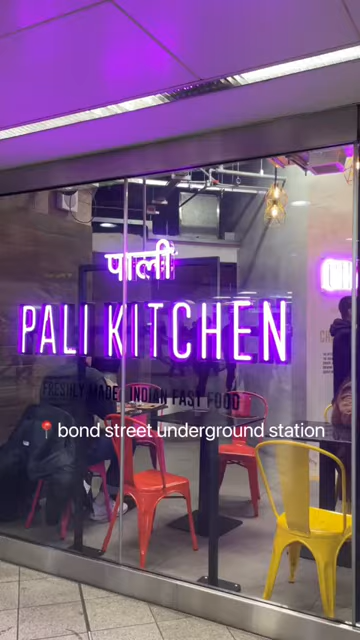 पाली
PALI KITCHEN
FRESHLY MADE INDIAN FAST FOOD
📍 bond street underground station